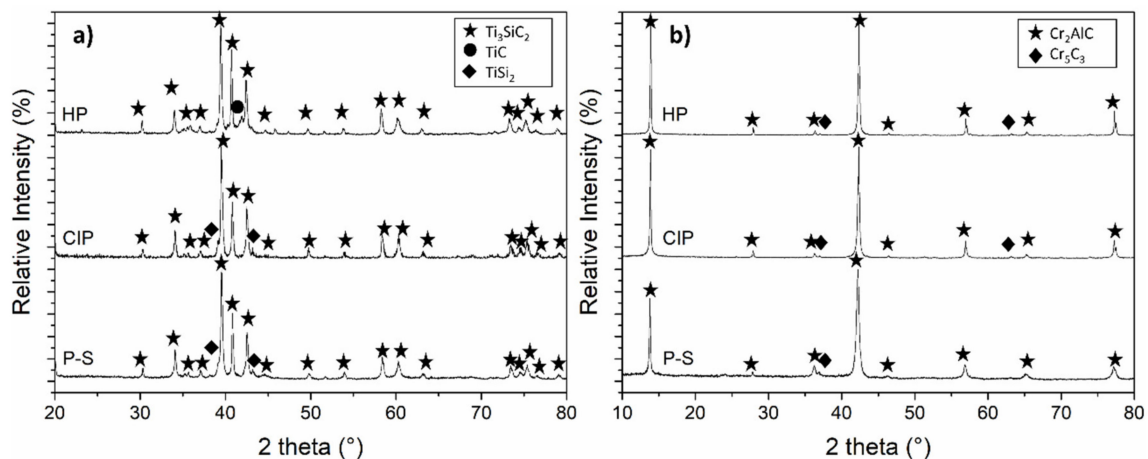 a)
Ti₃SiC₂
TiC
TiSi₂
HP
CIP
P-S
Relative Intensity (%)
20 30 40 50 60 70 80
2 theta (°)
b)
Cr₂AlC
Cr₅C₃
HP
CIP
P-S
Relative Intensity (%)
10 20 30 40 50 60 70 80
2 theta (°)